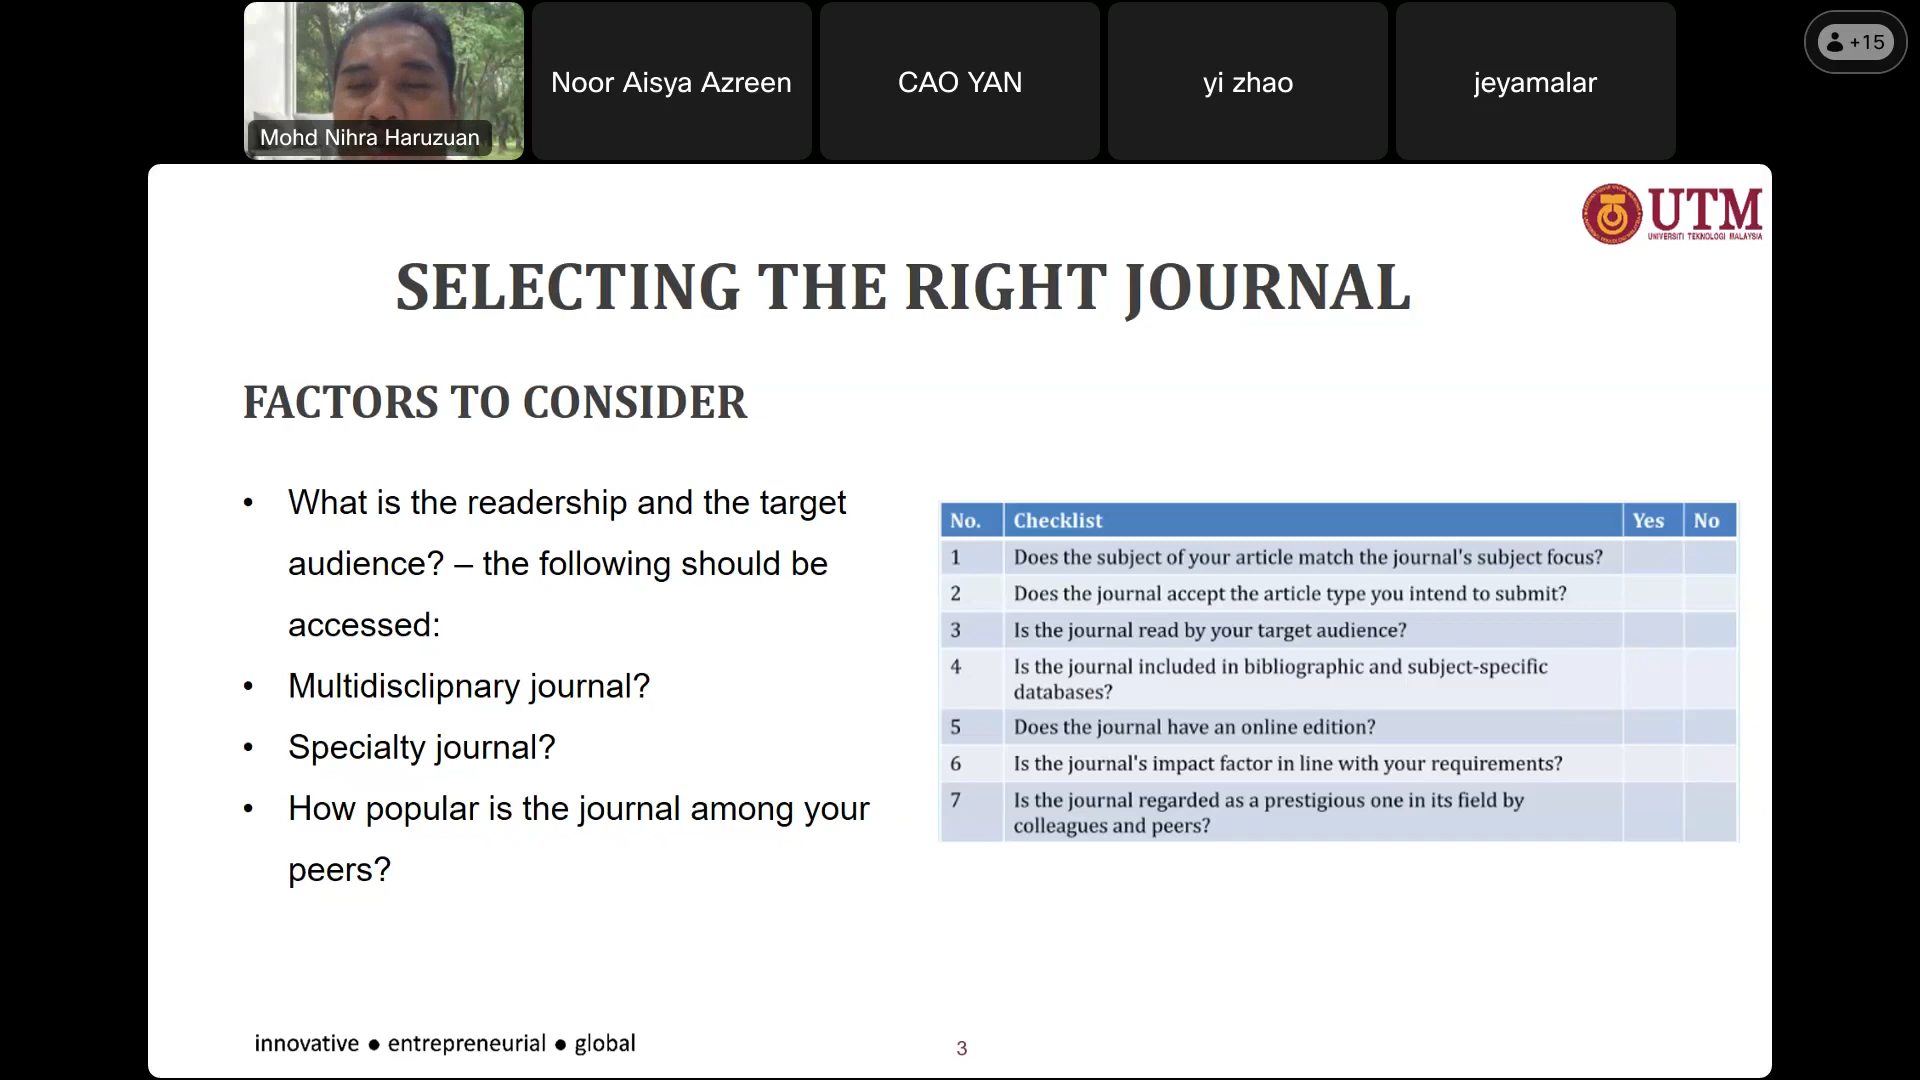 Mohd Nihra Haruzuan
Noor Aisya Azreen
CAO YAN
yi zhao
jeyamalar
+15
UTM
UNIVERSITI TEKNOLOGI MALAYSIA
SELECTING THE RIGHT JOURNAL
FACTORS TO CONSIDER
• What is the readership and the target
audience? – the following should be
accessed:
• Multidisclipnary journal?
• Specialty journal?
• How popular is the journal among your
peers?
No. Checklist Yes No
1 Does the subject of your article match the journal's subject focus?
2 Does the journal accept the article type you intend to submit?
3 Is the journal read by your target audience?
4 Is the journal included in bibliographic and subject-specific
databases?
5 Does the journal have an online edition?
6 Is the journal's impact factor in line with your requirements?
7 Is the journal regarded as a prestigious one in its field by
colleagues and peers?
innovative ● entrepreneurial ● global
3